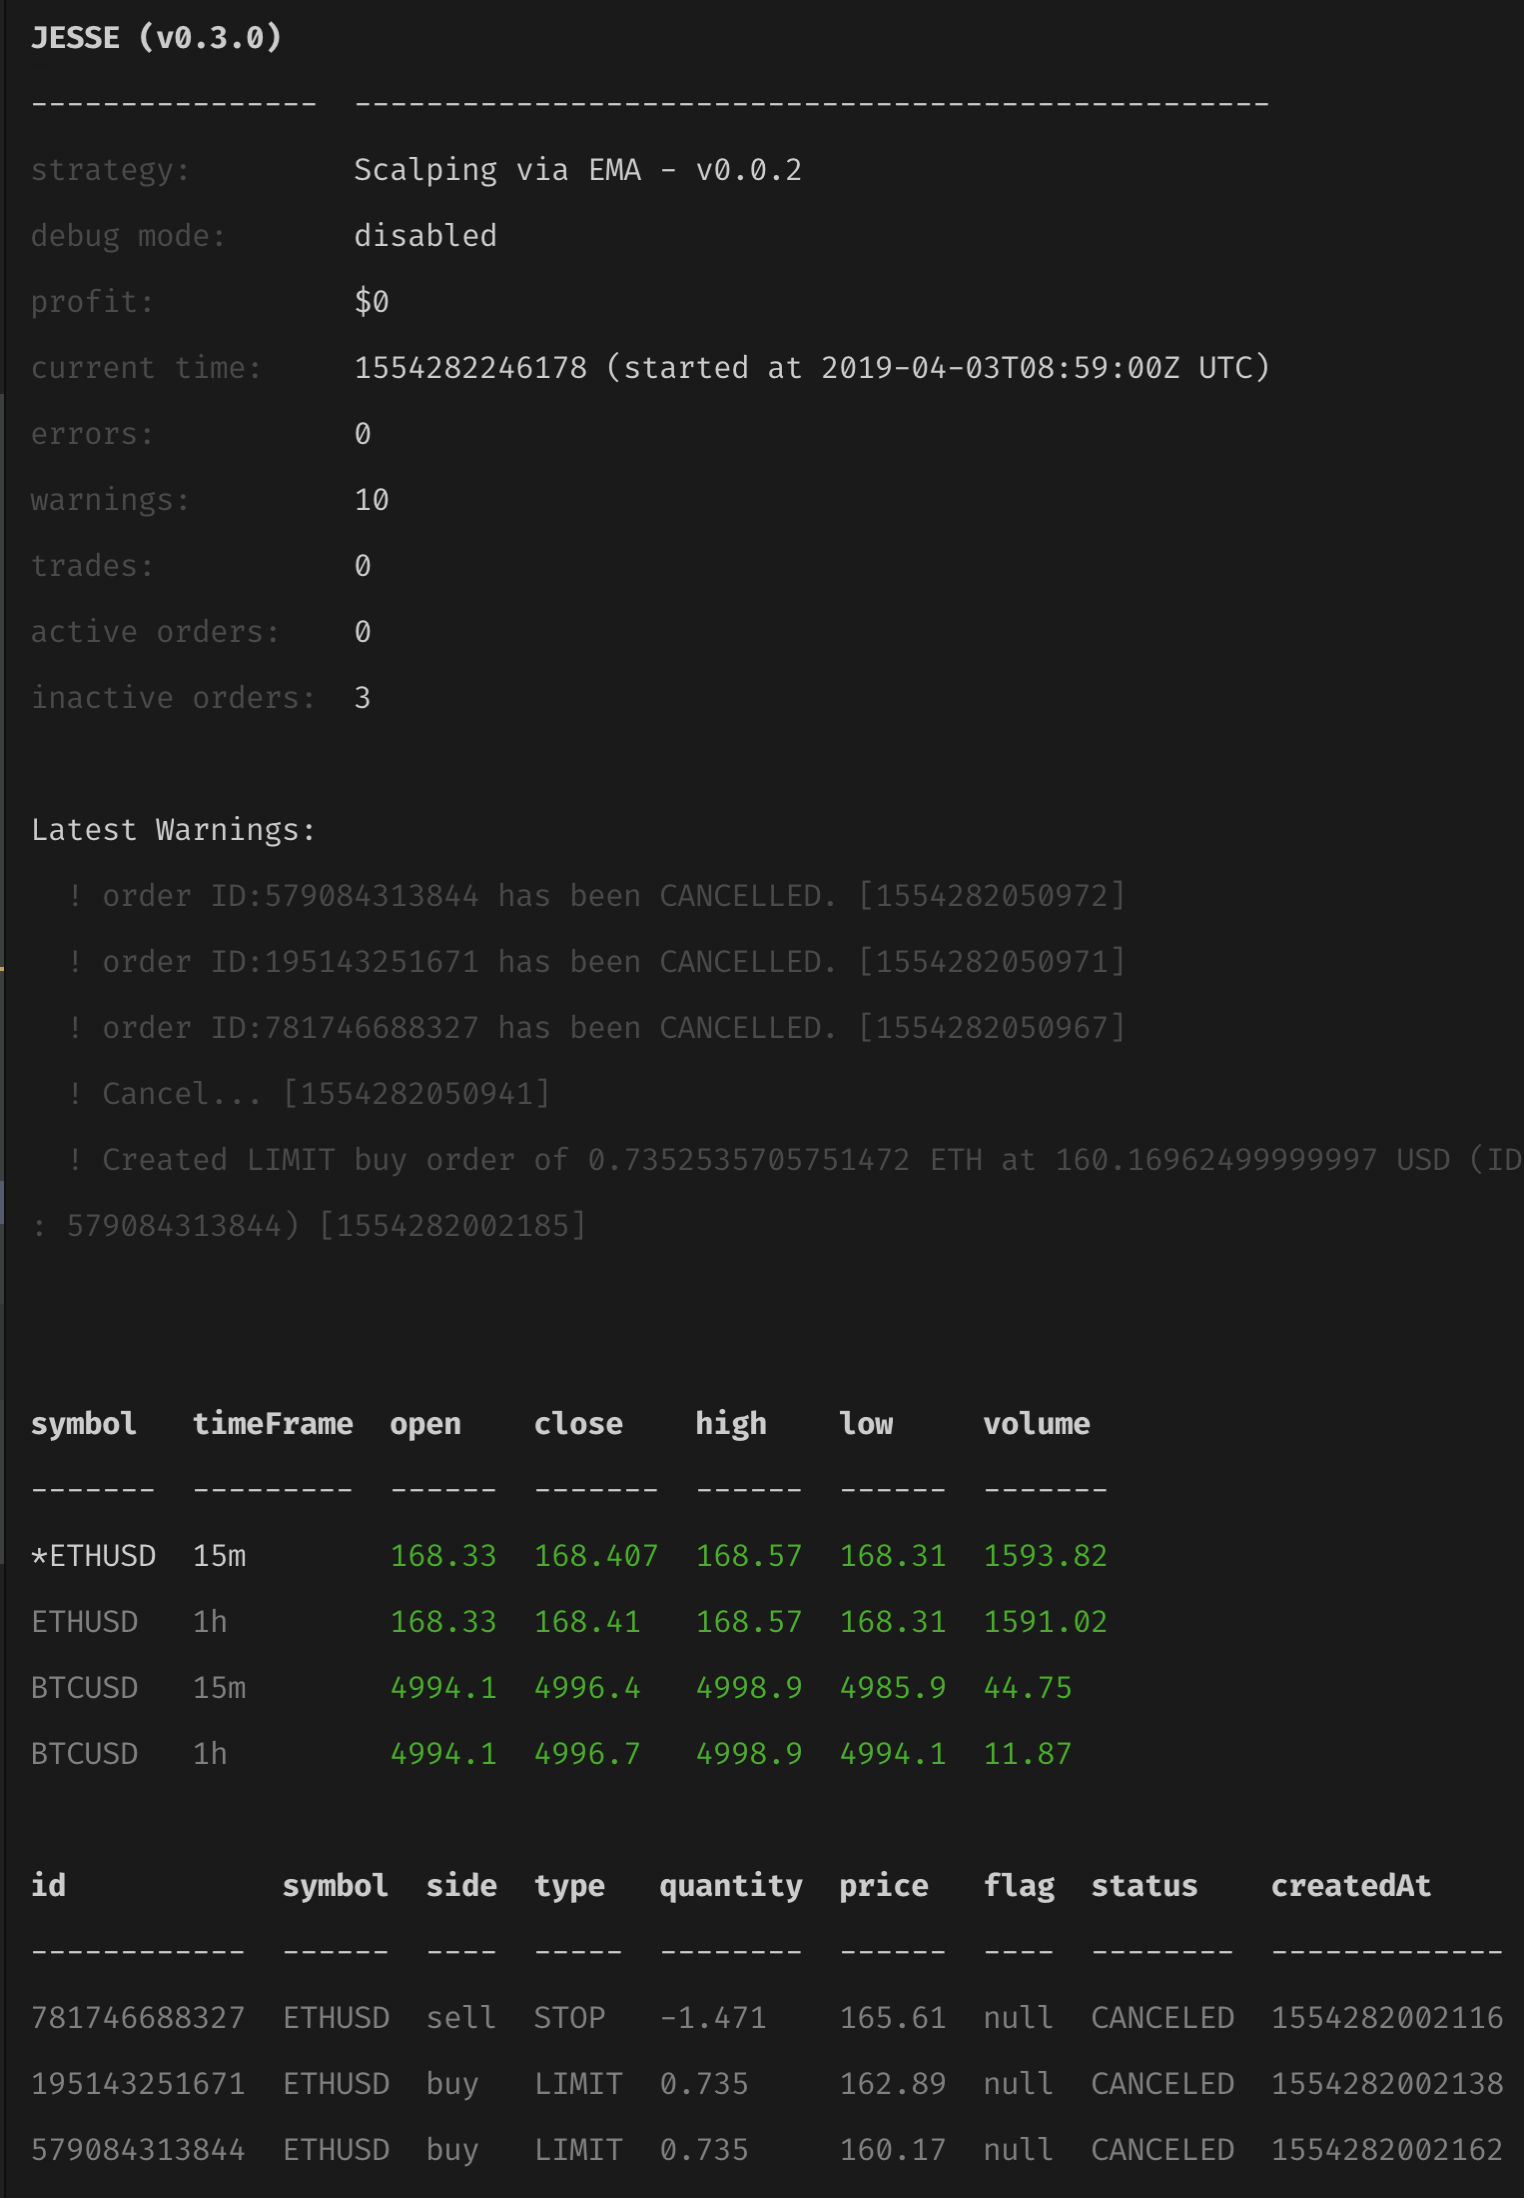 JESSE (v0.3.0)
----------------  ---------------------------------------------------
strategy:         Scalping via EMA - v0.0.2
debug mode:       disabled
profit:           $0
current time:     1554282246178 (started at 2019-04-03T08:59:00Z UTC)
errors:           0
warnings:         10
trades:           0
active orders:    0
inactive orders:  3
Latest Warnings:
! order ID:579084313844 has been CANCELLED. [1554282050972]
! order ID:195143251671 has been CANCELLED. [1554282050971]
! order ID:781746688327 has been CANCELLED. [1554282050967]
! Cancel... [1554282050941]
! Created LIMIT buy order of 0.7352535705751472 ETH at 160.16962499999997 USD (ID
: 579084313844) [1554282002185]
symbol   timeFrame  open    close    high    low     volume
-------  ---------  ------  -------  ------  ------  -------
*ETHUSD  15m        168.33  168.407  168.57  168.31  1593.82
ETHUSD   1h         168.33  168.41   168.57  168.31  1591.02
BTCUSD   15m        4994.1  4996.4   4998.9  4985.9  44.75
BTCUSD   1h         4994.1  4996.7   4998.9  4994.1  11.87
id            symbol  side  type   quantity  price   flag  status    createdAt
------------  ------  ----  -----  --------  ------  ----  --------  -------------
781746688327  ETHUSD  sell  STOP   -1.471    165.61  null  CANCELED  1554282002116
195143251671  ETHUSD  buy   LIMIT  0.735     162.89  null  CANCELED  1554282002138
579084313844  ETHUSD  buy   LIMIT  0.735     160.17  null  CANCELED  1554282002162